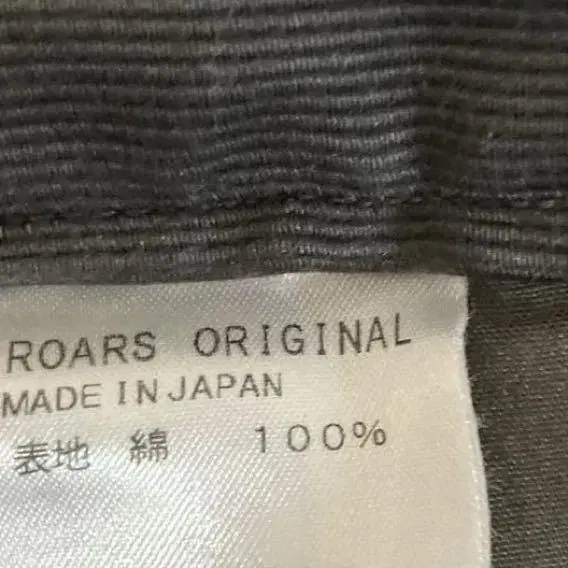 ROARS ORIGINAL
MADE IN JAPAN
表地 綿 100%